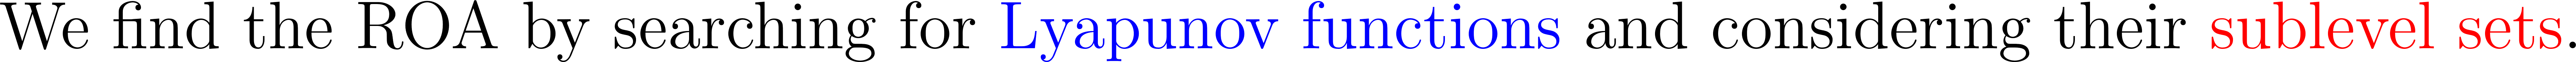 We find the ROA by searching for Lyapunov functions and considering their sublevel sets.